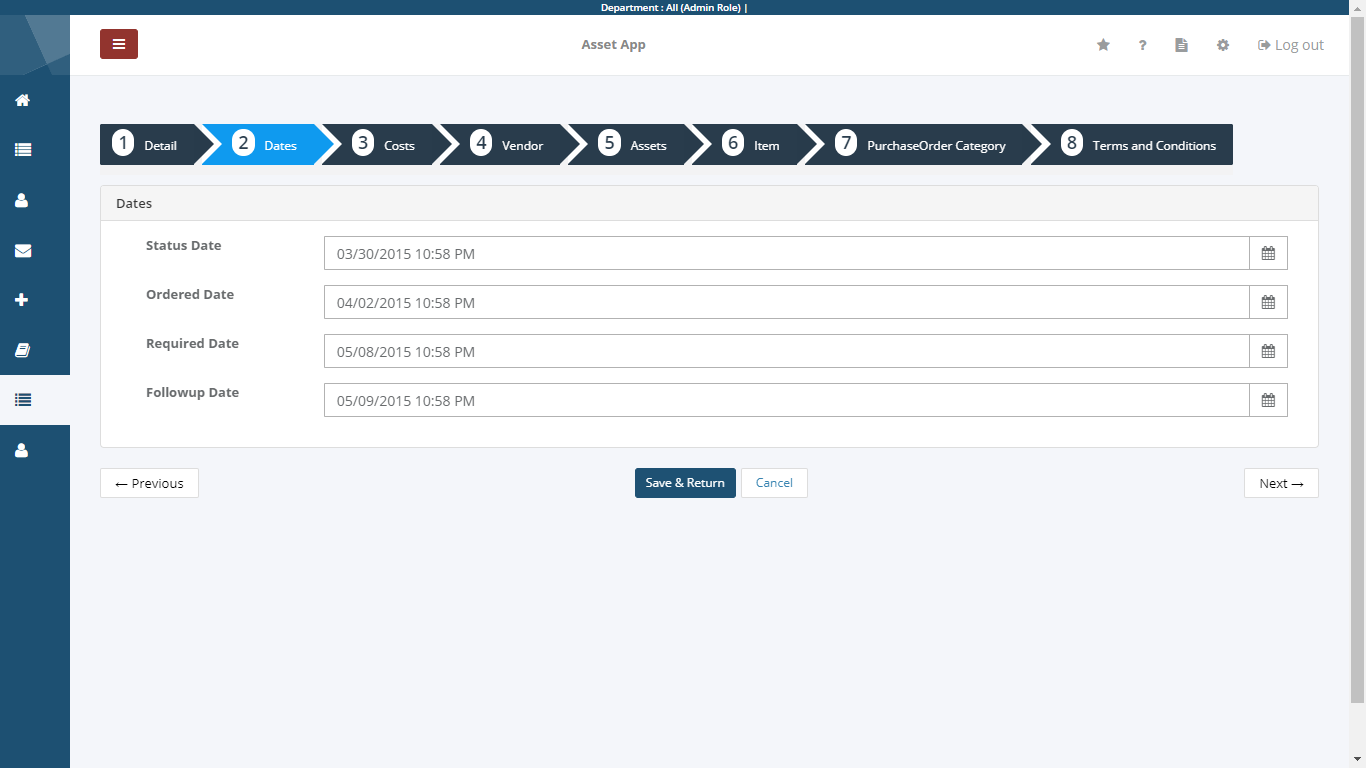 Department : All (Admin Role) |
Asset App
? Log out
1 Detail 2 Dates 3 Costs 4 Vendor 5 Assets 6 Item 7 PurchaseOrder Category 8 Terms and Conditions
Dates
Status Date 03/30/2015 10:58 PM
Ordered Date 04/02/2015 10:58 PM
Required Date 05/08/2015 10:58 PM
Followup Date 05/09/2015 10:58 PM
← Previous Save & Return Cancel Next →